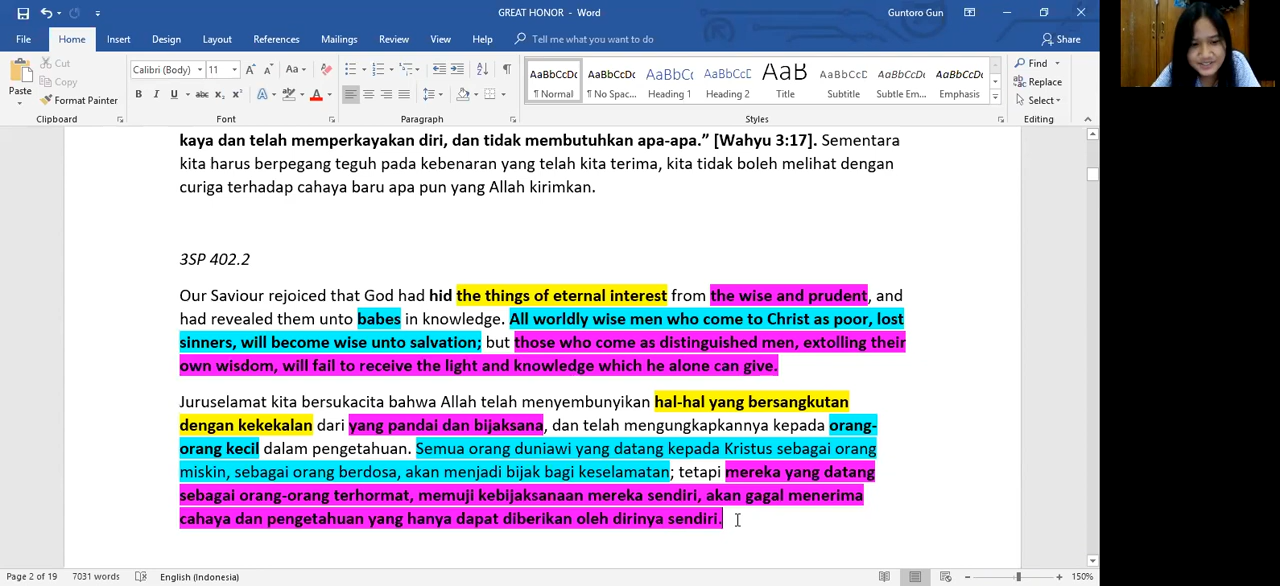 GREAT HONOR - Word
Guntoro Gun
File Home Insert Design Layout References Mailings Review View Help Tell me what you want to do Share
Paste Cut Copy Format Painter
Calibri (Body) 11
AaBbCcDc AaBbCcDc AaBbCc AaBbCcD AaB AaBbCcD AaBbCcDc AaBbCcDc
¶ Normal ¶ No Spac... Heading 1 Heading 2 Title Subtitle Subtle Em... Emphasis
Find Replace Select
Clipboard Font Paragraph Styles Editing
kaya dan telah memperkayakan diri, dan tidak membutuhkan apa-apa.” [Wahyu 3:17]. Sementara
kita harus berpegang teguh pada kebenaran yang telah kita terima, kita tidak boleh melihat dengan
curiga terhadap cahaya baru apa pun yang Allah kirimkan.
3SP 402.2
Our Saviour rejoiced that God had hid the things of eternal interest from the wise and prudent, and
had revealed them unto babes in knowledge. All worldly wise men who come to Christ as poor, lost
sinners, will become wise unto salvation; but those who come as distinguished men, extolling their
own wisdom, will fail to receive the light and knowledge which he alone can give.
Juruselamat kita bersukacita bahwa Allah telah menyembunyikan hal-hal yang bersangkutan
dengan kekekalan dari yang pandai dan bijaksana, dan telah mengungkapkannya kepada orang-
orang kecil dalam pengetahuan. Semua orang duniawi yang datang kepada Kristus sebagai orang
miskin, sebagai orang berdosa, akan menjadi bijak bagi keselamatan; tetapi mereka yang datang
sebagai orang-orang terhormat, memuji kebijaksanaan mereka sendiri, akan gagal menerima
cahaya dan pengetahuan yang hanya dapat diberikan oleh dirinya sendiri.
Page 2 of 19 7031 words English (Indonesia) 150%